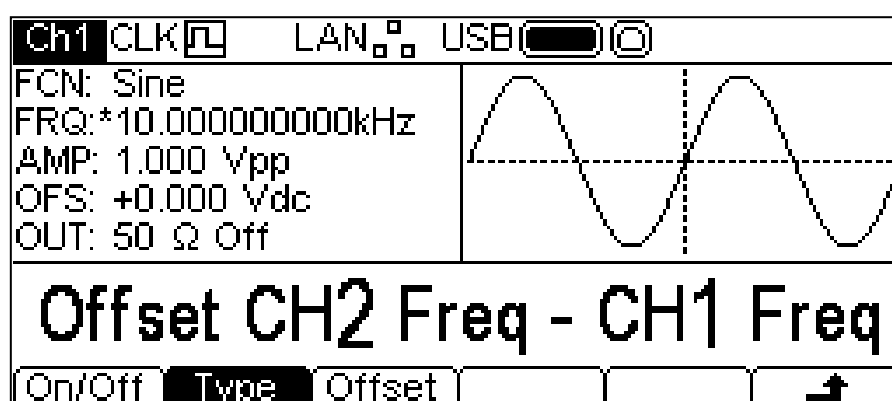 Ch1 CLK LAN USB
FCN: Sine
FRQ:*10.000000000kHz
AMP: 1.000 Vpp
OFS: +0.000 Vdc
OUT: 50 Ω Off
Offset CH2 Freq - CH1 Freq
On/Off Type Offset